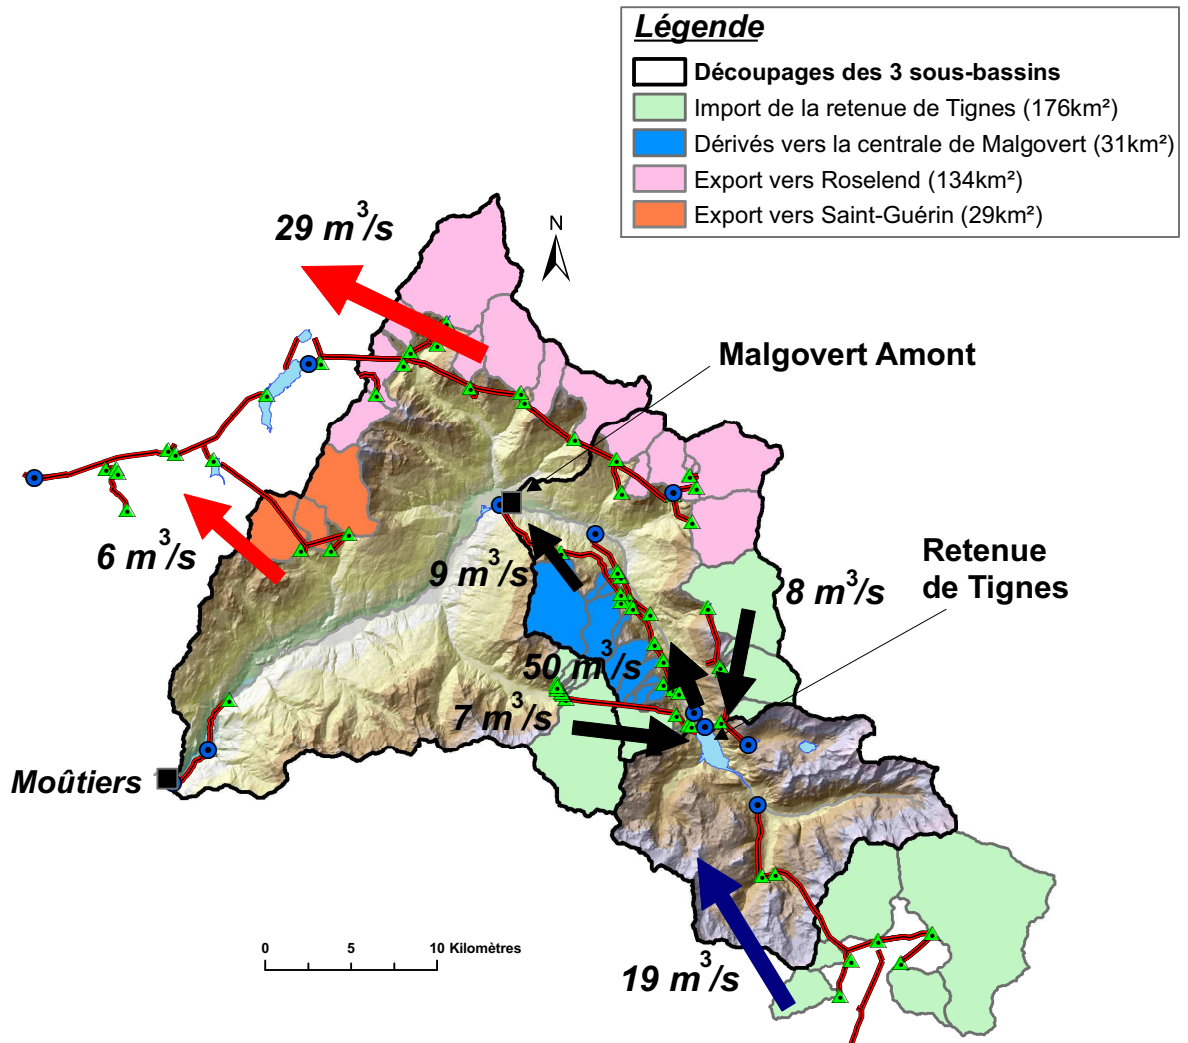 Légende
Découpages des 3 sous-bassins
Import de la retenue de Tignes (176km²)
Dérivés vers la centrale de Malgovert (31km²)
Export vers Roselend (134km²)
Export vers Saint-Guérin (29km²)
29 m³/s
N
Malgovert Amont
6 m³/s
9 m³/s
Retenue
de Tignes
8 m³/s
50 m³/s
7 m³/s
Moûtiers
0 5 10 Kilomètres
19 m³/s